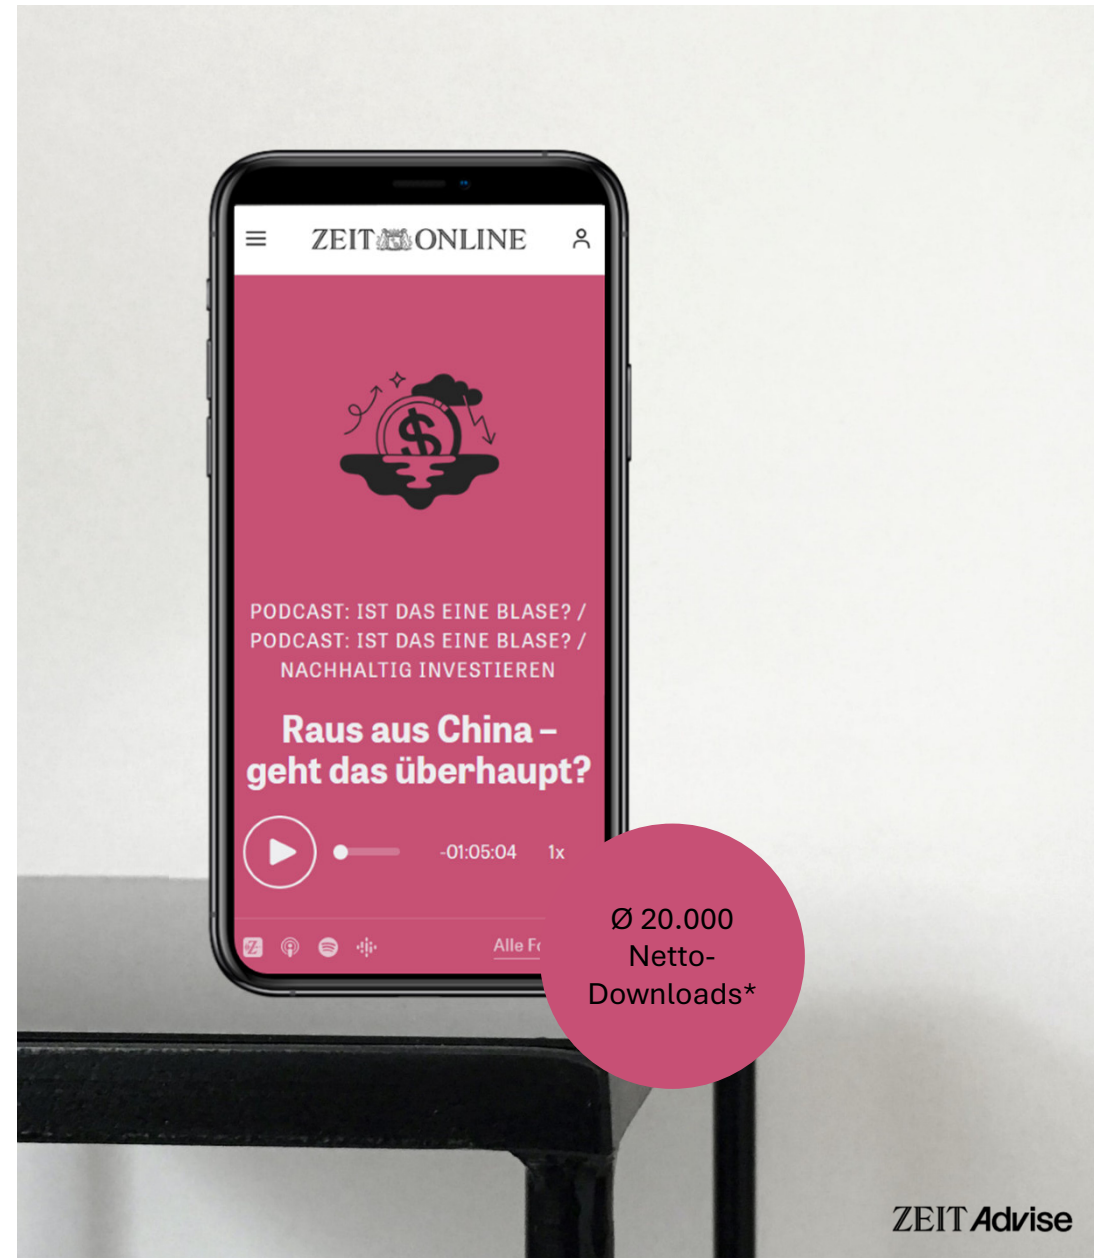 ZEIT ONLINE
PODCAST: IST DAS EINE BLASE? /
PODCAST: IST DAS EINE BLASE? /
NACHHALTIG INVESTIEREN
Raus aus China –
geht das überhaupt?
-01:05:04 1x
Alle
Ø 20.000
Netto-
Downloads*
ZEIT Advise